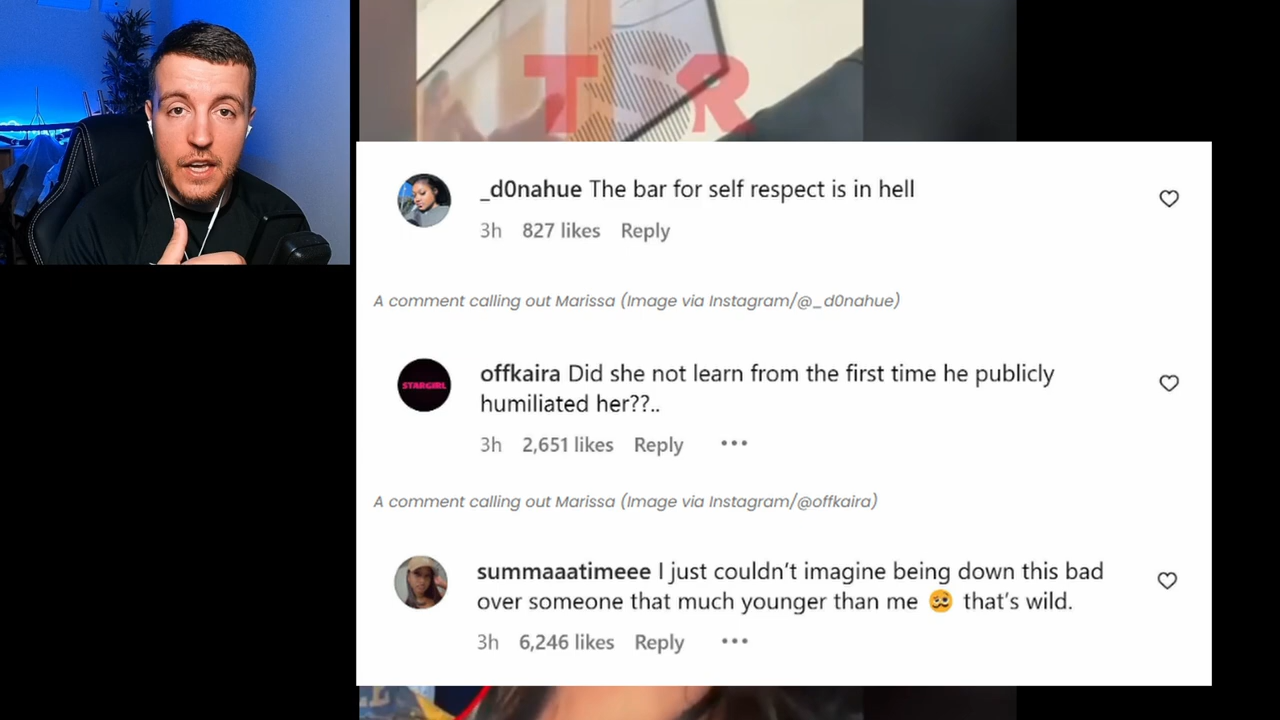 TSR
_d0nahue The bar for self respect is in hell
3h 827 likes Reply
A comment calling out Marissa (Image via Instagram/@_d0nahue)
STARGIRL
offkaira Did she not learn from the first time he publicly
humiliated her??..
3h 2,651 likes Reply •••
A comment calling out Marissa (Image via Instagram/@offkaira)
summaaatimeee I just couldn’t imagine being down this bad
over someone that much younger than me 🥴 that’s wild.
3h 6,246 likes Reply •••